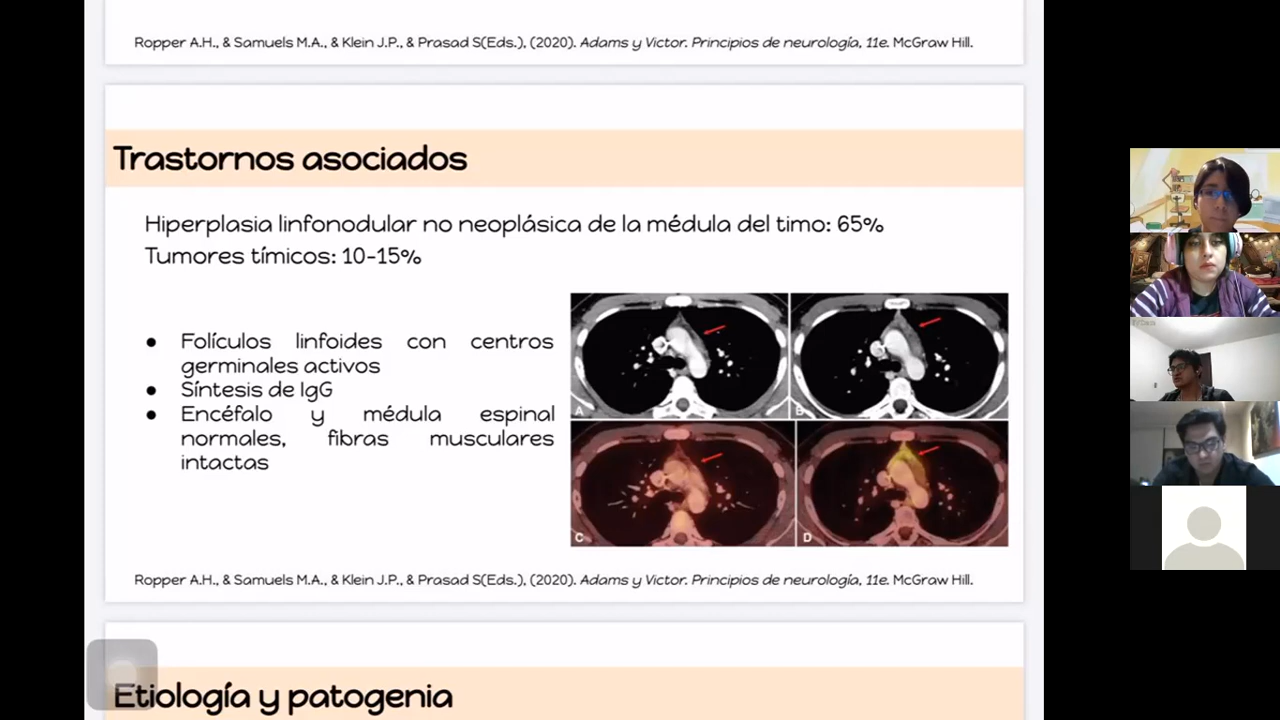 Ropper A.H., & Samuels M.A., & Klein J.P., & Prasad S(Eds.), (2020). Adams y Victor. Principios de neurología, 11e. McGraw Hill.
Trastornos asociados
Hiperplasia linfonodular no neoplásica de la médula del timo: 65%
Tumores tímicos: 10-15%
● Folículos linfoides con centros
germinales activos
● Síntesis de IgG
● Encéfalo y médula espinal
normales, fibras musculares
intactas
A
B
C
D
Ropper A.H., & Samuels M.A., & Klein J.P., & Prasad S(Eds.), (2020). Adams y Victor. Principios de neurología, 11e. McGraw Hill.
Etiología y patogenia